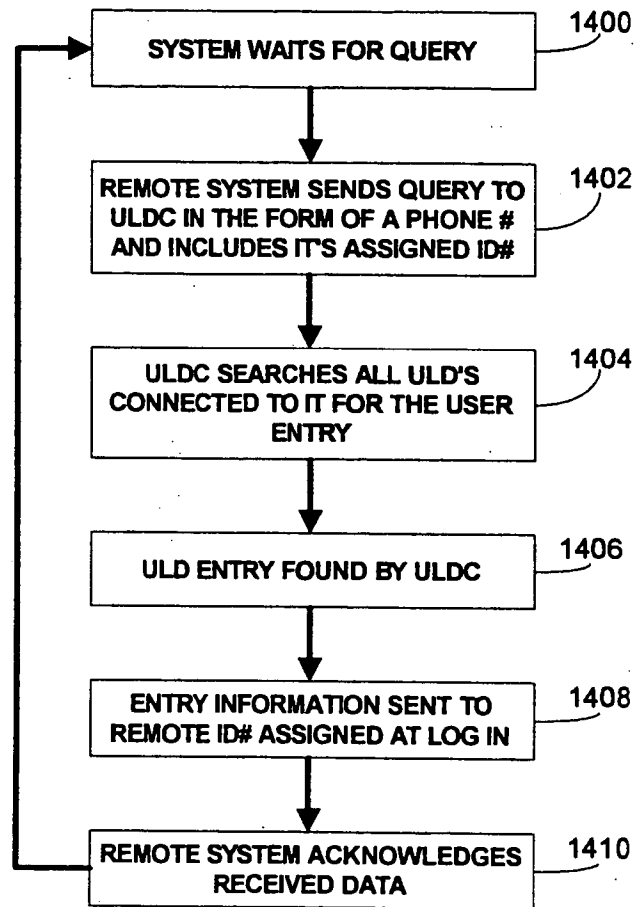 SYSTEM WAITS FOR QUERY
1400
REMOTE SYSTEM SENDS QUERY TO
ULDC IN THE FORM OF A PHONE #
AND INCLUDES IT'S ASSIGNED ID#
1402
ULDC SEARCHES ALL ULD'S
CONNECTED TO IT FOR THE USER
ENTRY
1404
ULD ENTRY FOUND BY ULDC
1406
ENTRY INFORMATION SENT TO
REMOTE ID# ASSIGNED AT LOG IN.
1408
REMOTE SYSTEM ACKNOWLEDGES
RECEIVED DATA.
1410